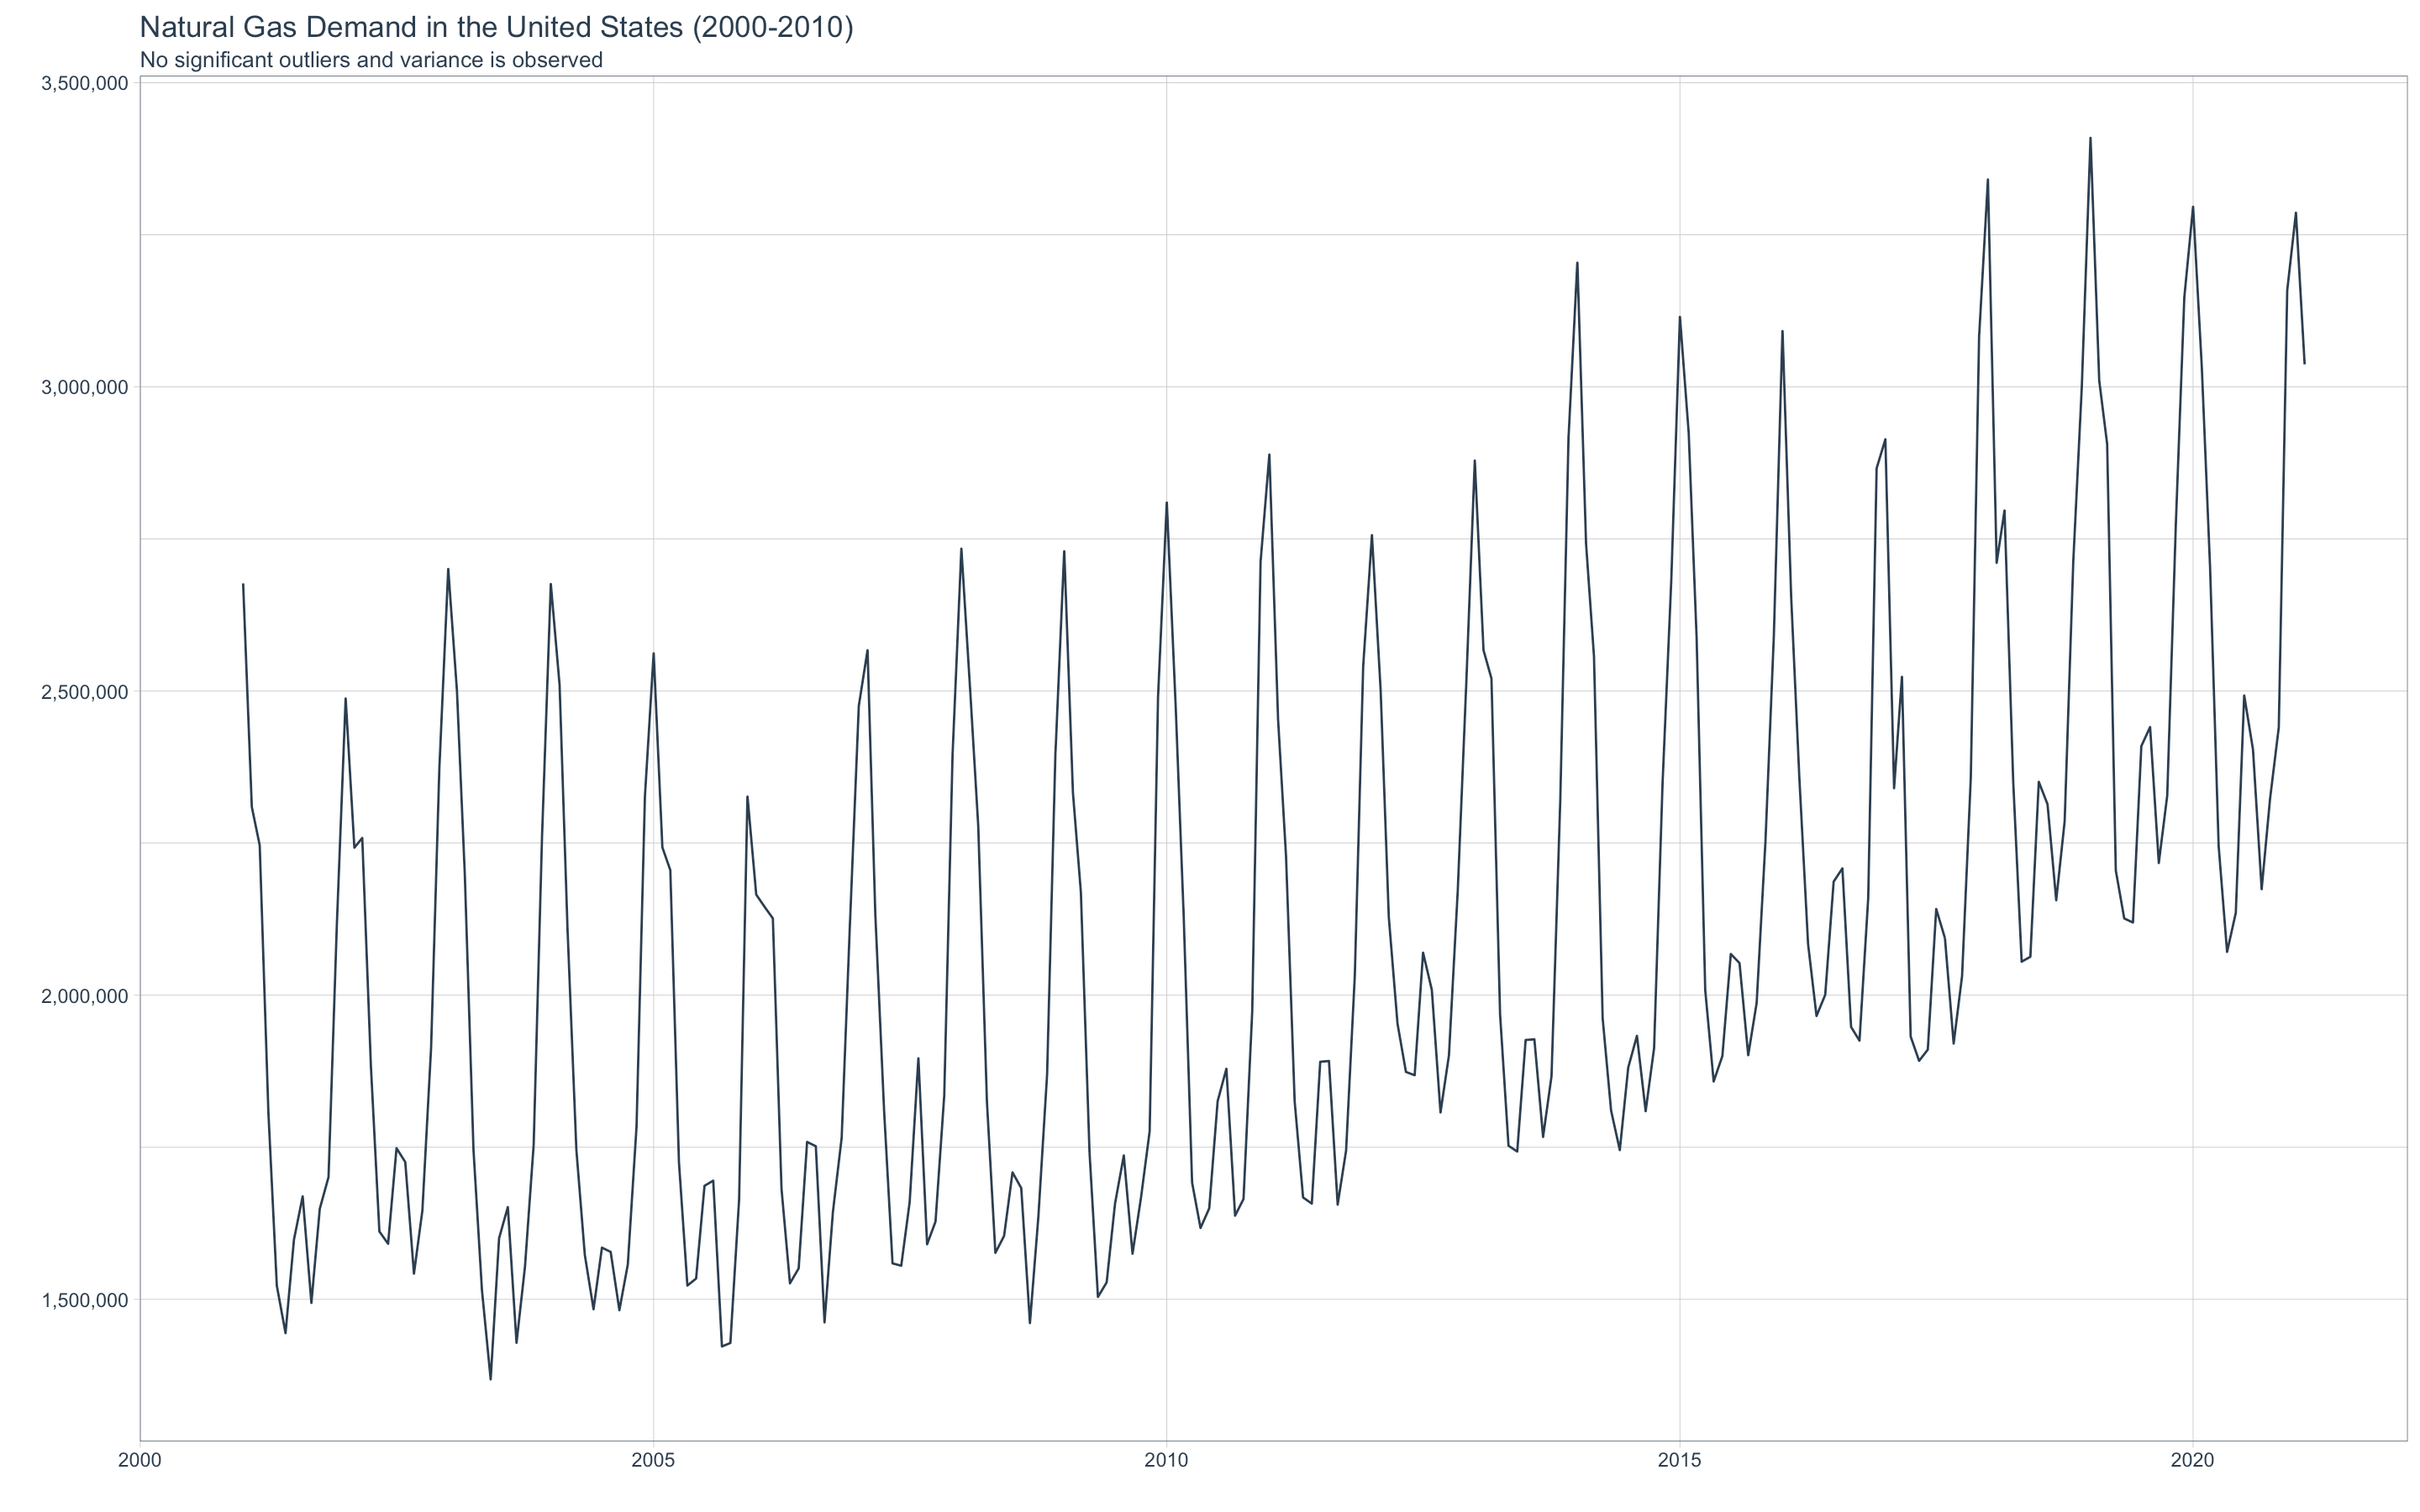 Natural Gas Demand in the United States (2000-2010)
No significant outliers and variance is observed
3,500,000
3,000,000
2,500,000
2,000,000
1,500,000
2000 2005 2010 2015 2020